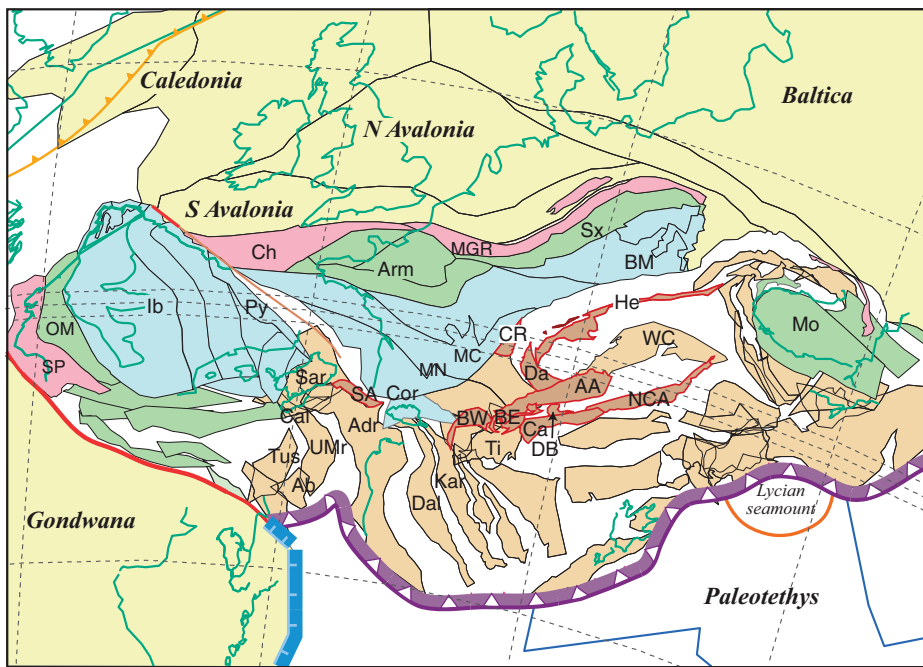 Caledonia
Baltica
N Avalonia
S Avalonia
Ch
MGR
Sx
Arm
BM
Ib
Py
He
OM
CR
Mo
MC
WC
SP
MN
Da
Sar
AA
SA
Cor
NCA
Cal
Adr
BW
BE
Ca
UMr
Ti
DB
Tus
Kar
Ab
Dal
Lycian
seamount
Gondwana
Paleotethys